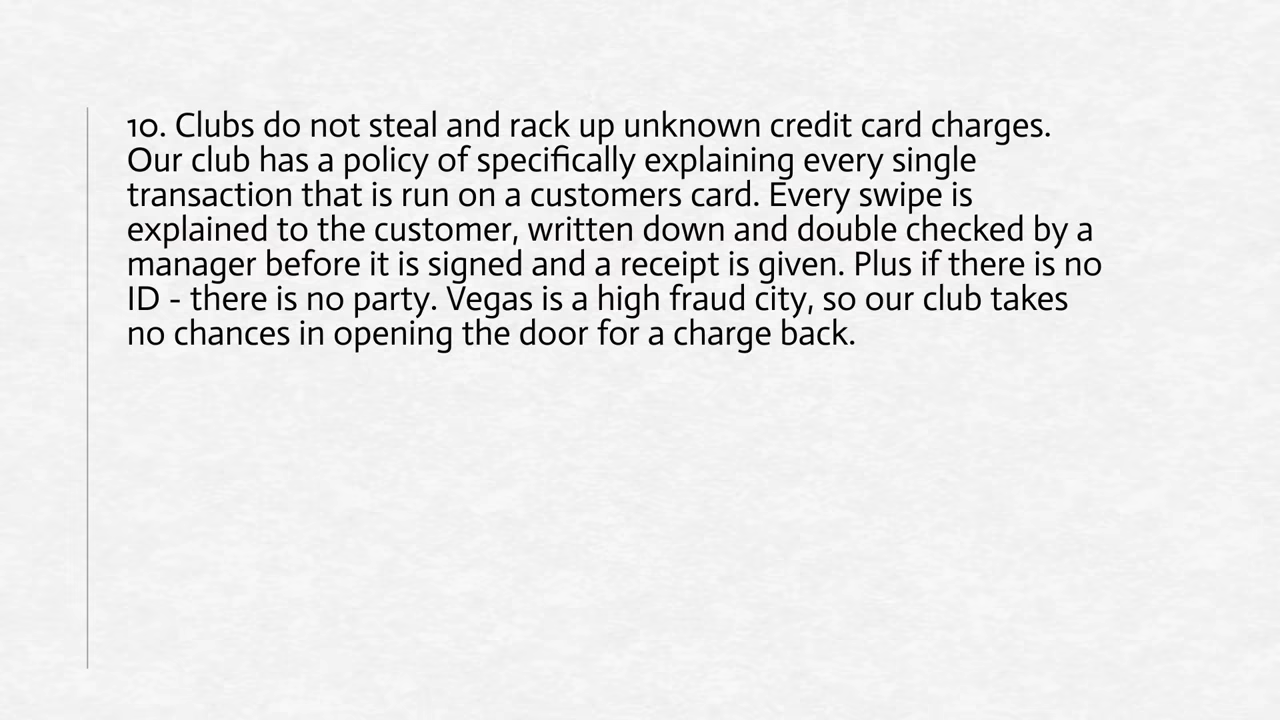 10. Clubs do not steal and rack up unknown credit card charges.
Our club has a policy of specifically explaining every single
transaction that is run on a customers card. Every swipe is
explained to the customer, written down and double checked by a
manager before it is signed and a receipt is given. Plus if there is no
ID - there is no party. Vegas is a high fraud city, so our club takes
no chances in opening the door for a charge back.